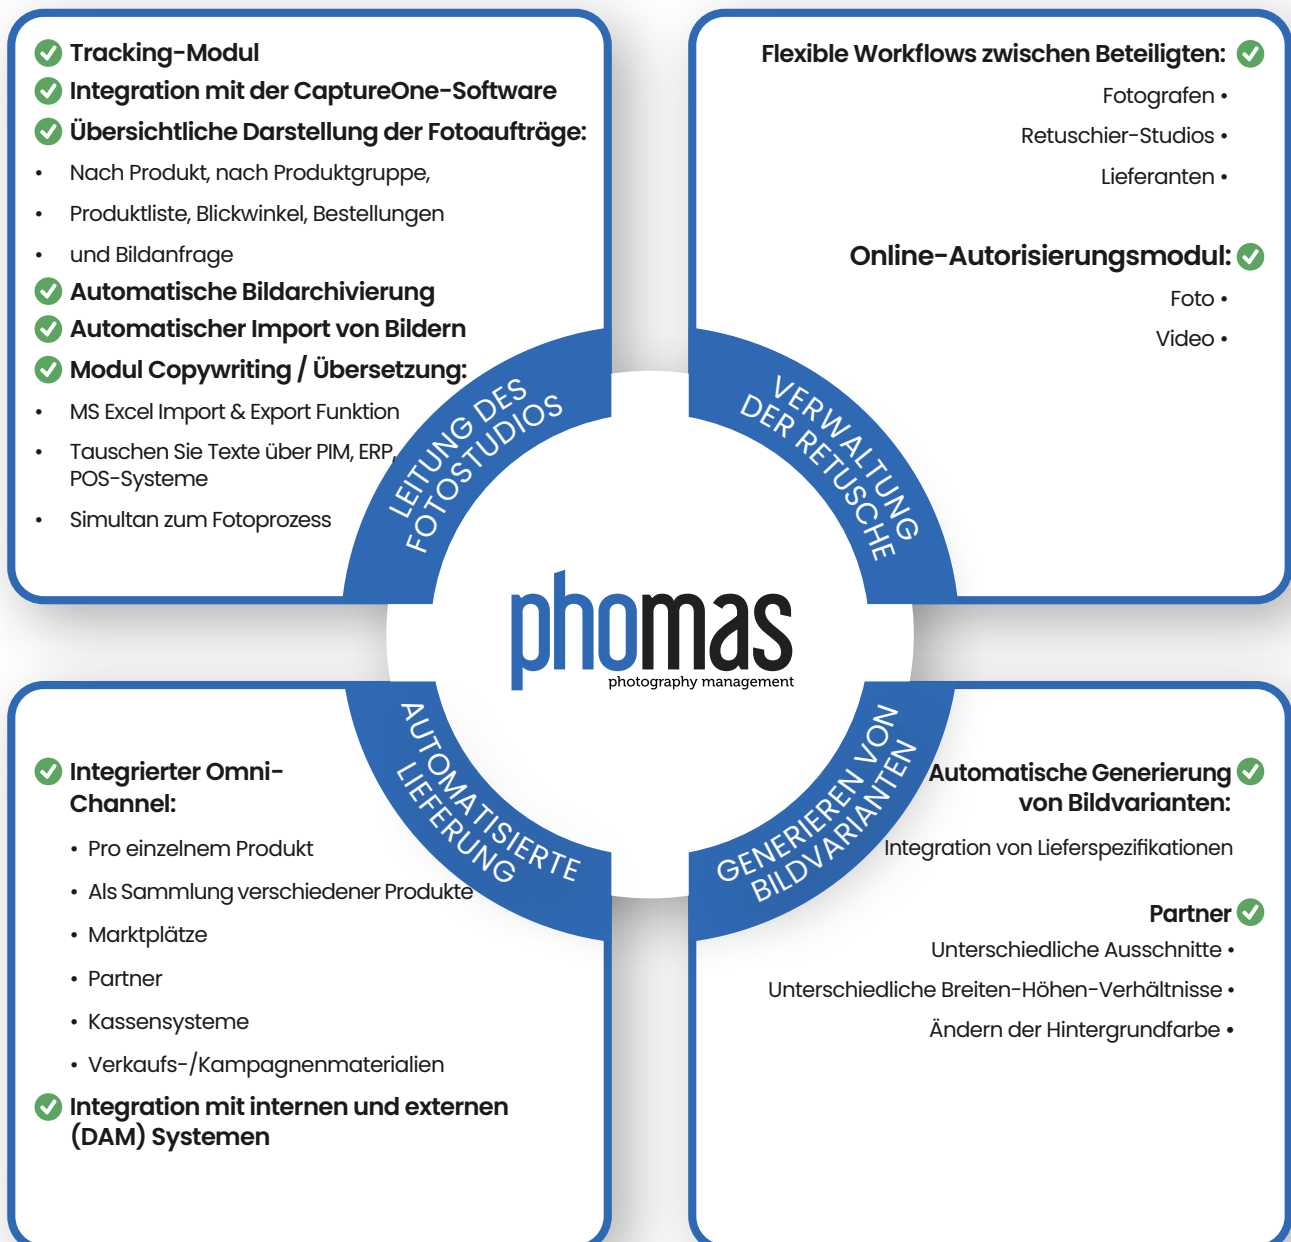 Tracking-Modul
Integration mit der CaptureOne-Software
Übersichtliche Darstellung der Fotoaufträge:
• Nach Produkt, nach Produktgruppe,
• Produktliste, Blickwinkel, Bestellungen
• und Bildanfrage
Automatische Bildarchivierung
Automatischer Import von Bildern
Modul Copywriting / Übersetzung:
• MS Excel Import & Export Funktion
• Tauschen Sie Texte über PIM, ERP,
POS-Systeme
• Simultan zum Fotoprozess
LEITUNG DES
FOTOSTUDIOS
Flexible Workflows zwischen Beteiligten:
Fotografen •
Retuschier-Studios •
Lieferanten •
Online-Autorisierungsmodul:
Foto •
Video •
VERWALTUNG
DER RETUSCHE
phomas
photography management
Integrierter Omni-
Channel:
• Pro einzelnem Produkt
• Als Sammlung verschiedener Produkte
• Marktplätze
• Partner
• Kassensysteme
• Verkaufs-/Kampagnenmaterialien
Integration mit internen und externen
(DAM) Systemen
AUTOMATISIERTE
LIEFERUNG
GENERIEREN VON
BILDVARIANTEN
Automatische Generierung
von Bildvarianten:
Integration von Lieferspezifikationen
Partner
Unterschiedliche Ausschnitte •
Unterschiedliche Breiten-Höhen-Verhältnisse •
Ändern der Hintergrundfarbe •